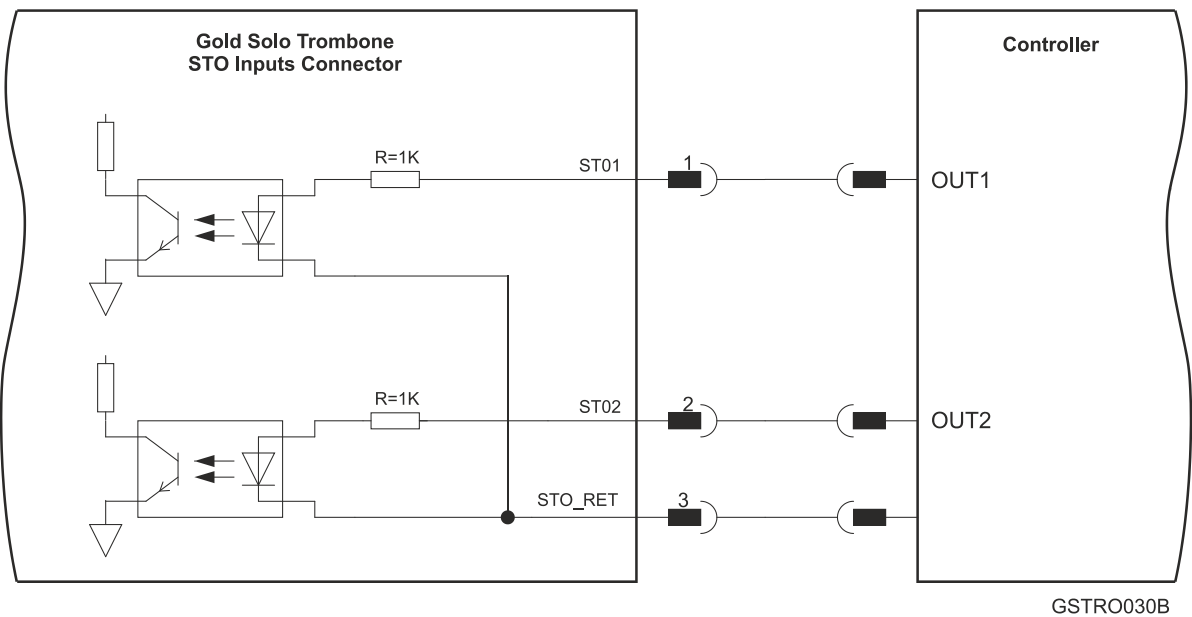 Gold Solo Trombone
STO Inputs Connector
Controller
R=1K
ST01
1
OUT1
R=1K
ST02
2
OUT2
STO_RET
3
GSTRO030B